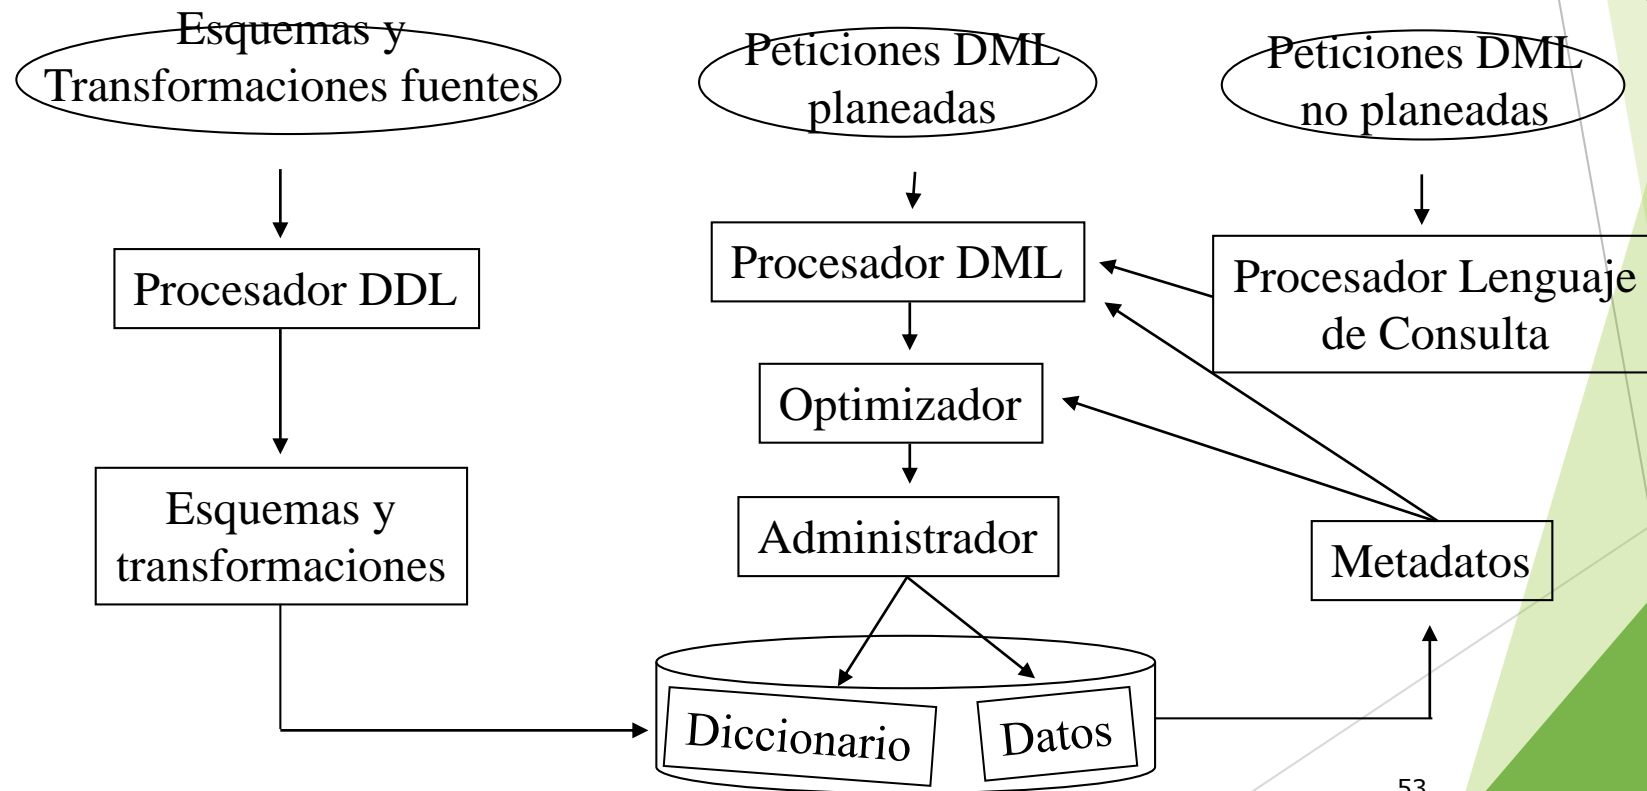 Esquemas y
Transformaciones fuentes
Peticiones DML
planeadas
Peticiones DML
no planeadas
Procesador DDL
Procesador DML
Procesador Lenguaje
de Consulta
Optimizador
Esquemas y
transformaciones
Administrador
Metadatos
Diccionario
Datos
53